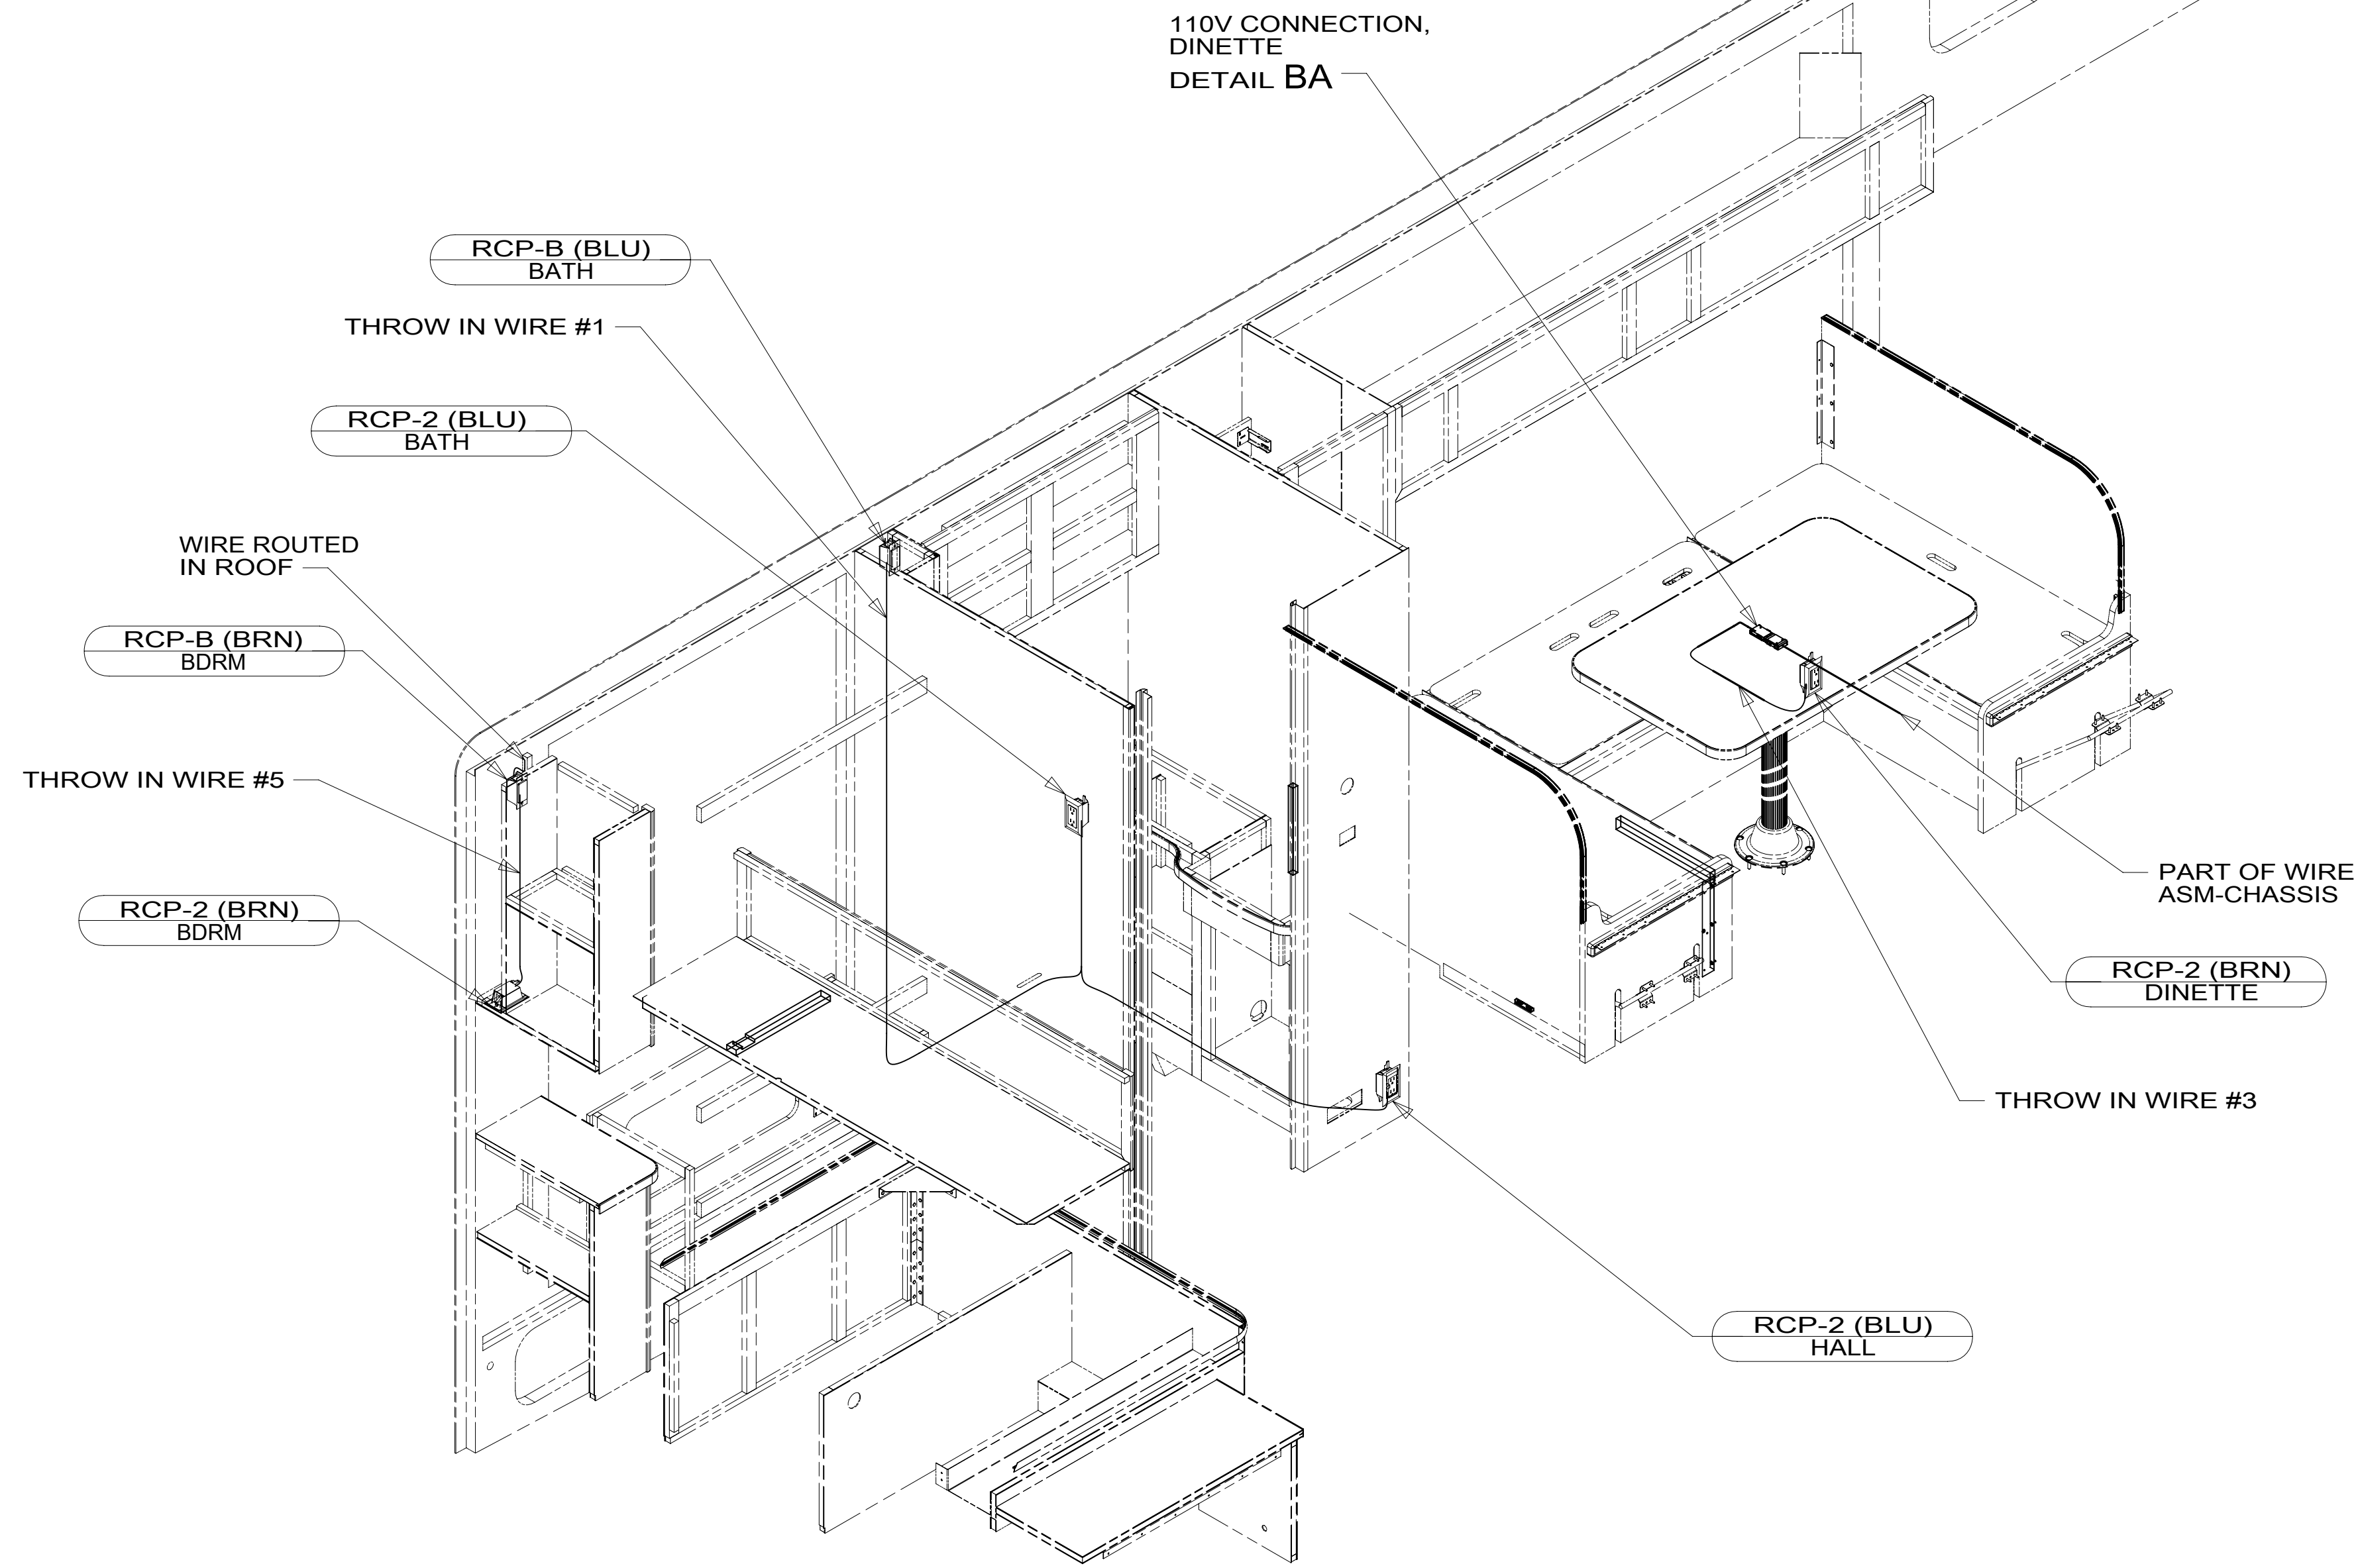 110V CONNECTION,
DINETTE
DETAIL BA
RCP-B (BLU)
BATH
THROW IN WIRE #1
RCP-2 (BLU)
BATH
WIRE ROUTED
IN ROOF
RCP-B (BRN)
BDRM
THROW IN WIRE #5
RCP-2 (BRN)
BDRM
PART OF WIRE
ASM-CHASSIS
RCP-2 (BRN)
DINETTE
THROW IN WIRE #3
RCP-2 (BLU)
HALL